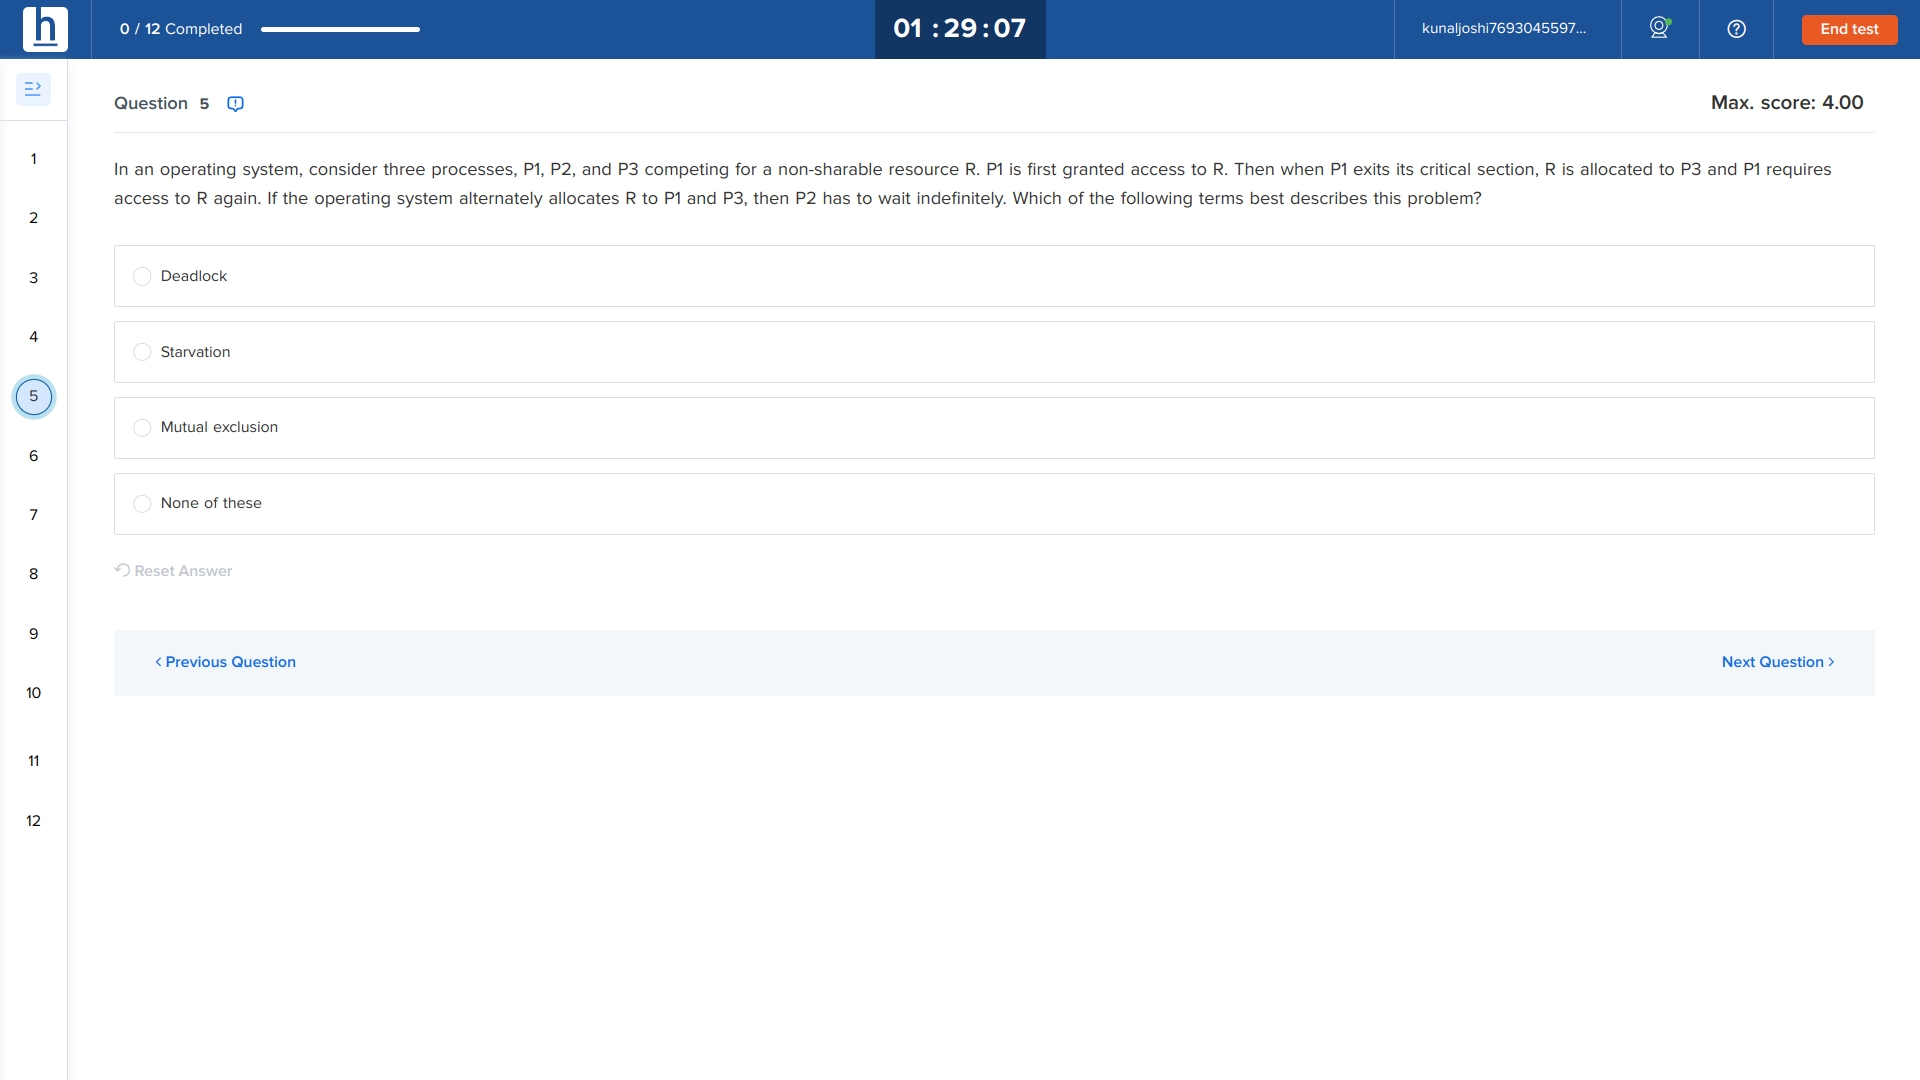 h
0 / 12 Completed
01 : 29 : 07
kunaljoshi7693045597...
End test
Question 5
Max. score: 4.00
In an operating system, consider three processes, P1, P2, and P3 competing for a non-sharable resource R. P1 is first granted access to R. Then when P1 exits its critical section, R is allocated to P3 and P1 requires
access to R again. If the operating system alternately allocates R to P1 and P3, then P2 has to wait indefinitely. Which of the following terms best describes this problem?
Deadlock
Starvation
Mutual exclusion
None of these
Reset Answer
Previous Question
Next Question
1
2
3
4
5
6
7
8
9
10
11
12